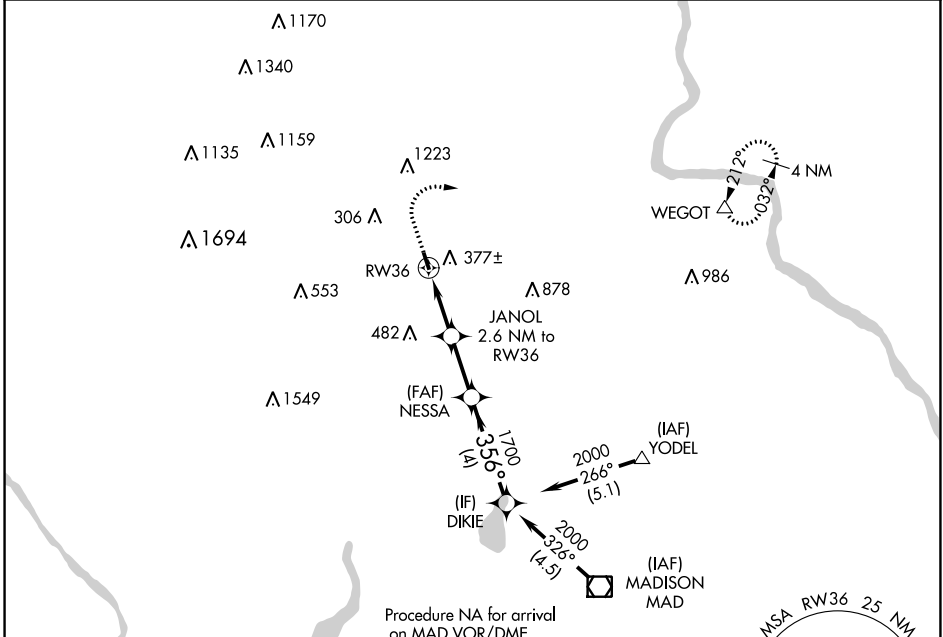 1170
1340
1135
1159
1223
212°
4 NM
032°
WEGOT
306
1694
RW36
377±
986
553
878
JANOL
2.6 NM to
RW36
482
(FAF)
NESSA
1549
1700
356°
(4)
(IAF)
YODEL
2000
266°
(5.1)
(IF)
DIKIE
2000
326°
(4.5)
(IAF)
MADISON
MAD
Procedure NA for arrival
on MAD VOR/DME
MSA RW36 25 NM